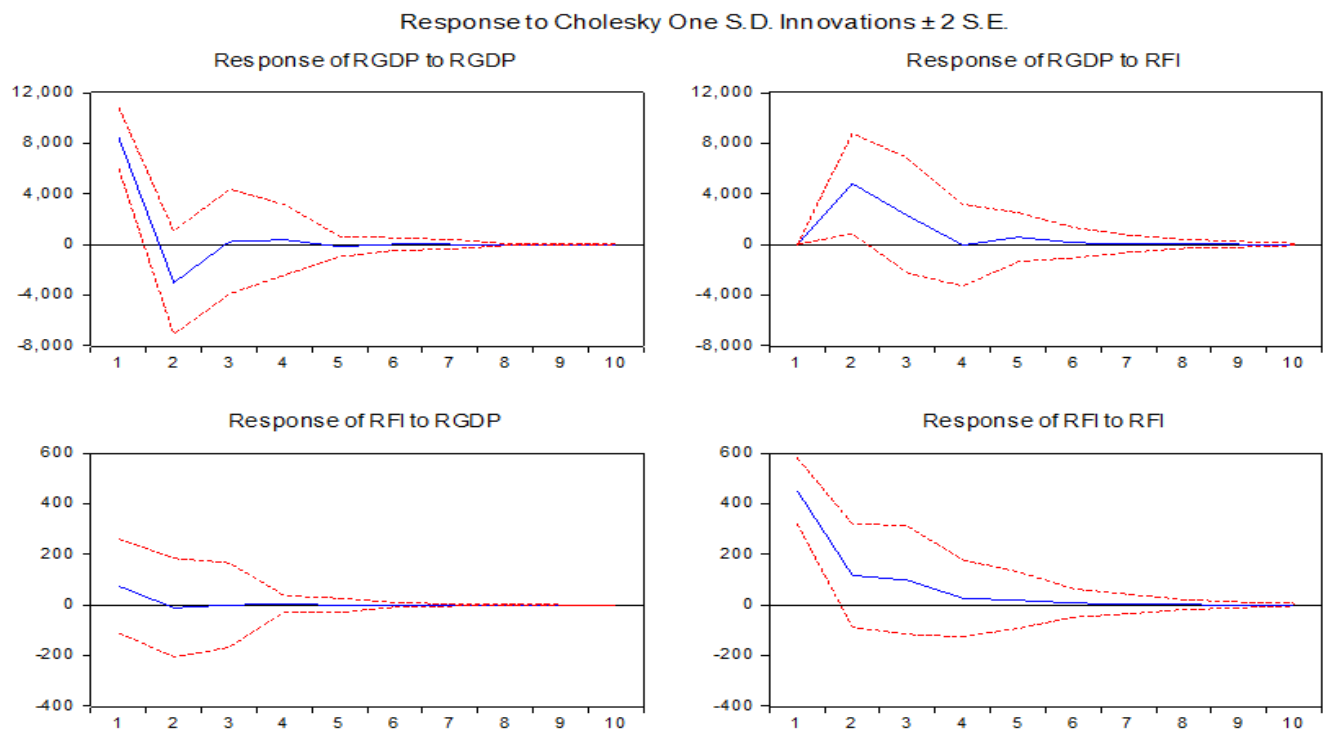 Response to Cholesky One S.D. Innovations ± 2 S.E.
Response of RGDP to RGDP
12,000
8,000
4,000
0
-4,000
-8,000
1 2 3 4 5 6 7 8 9 10
Response of RGDP to RFI
12,000
8,000
4,000
0
-4,000
-8,000
1 2 3 4 5 6 7 8 9 10
Response of RFI to RGDP
600
400
200
0
-200
-400
1 2 3 4 5 6 7 8 9 10
Response of RFI to RFI
600
400
200
0
-200
-400
1 2 3 4 5 6 7 8 9 10